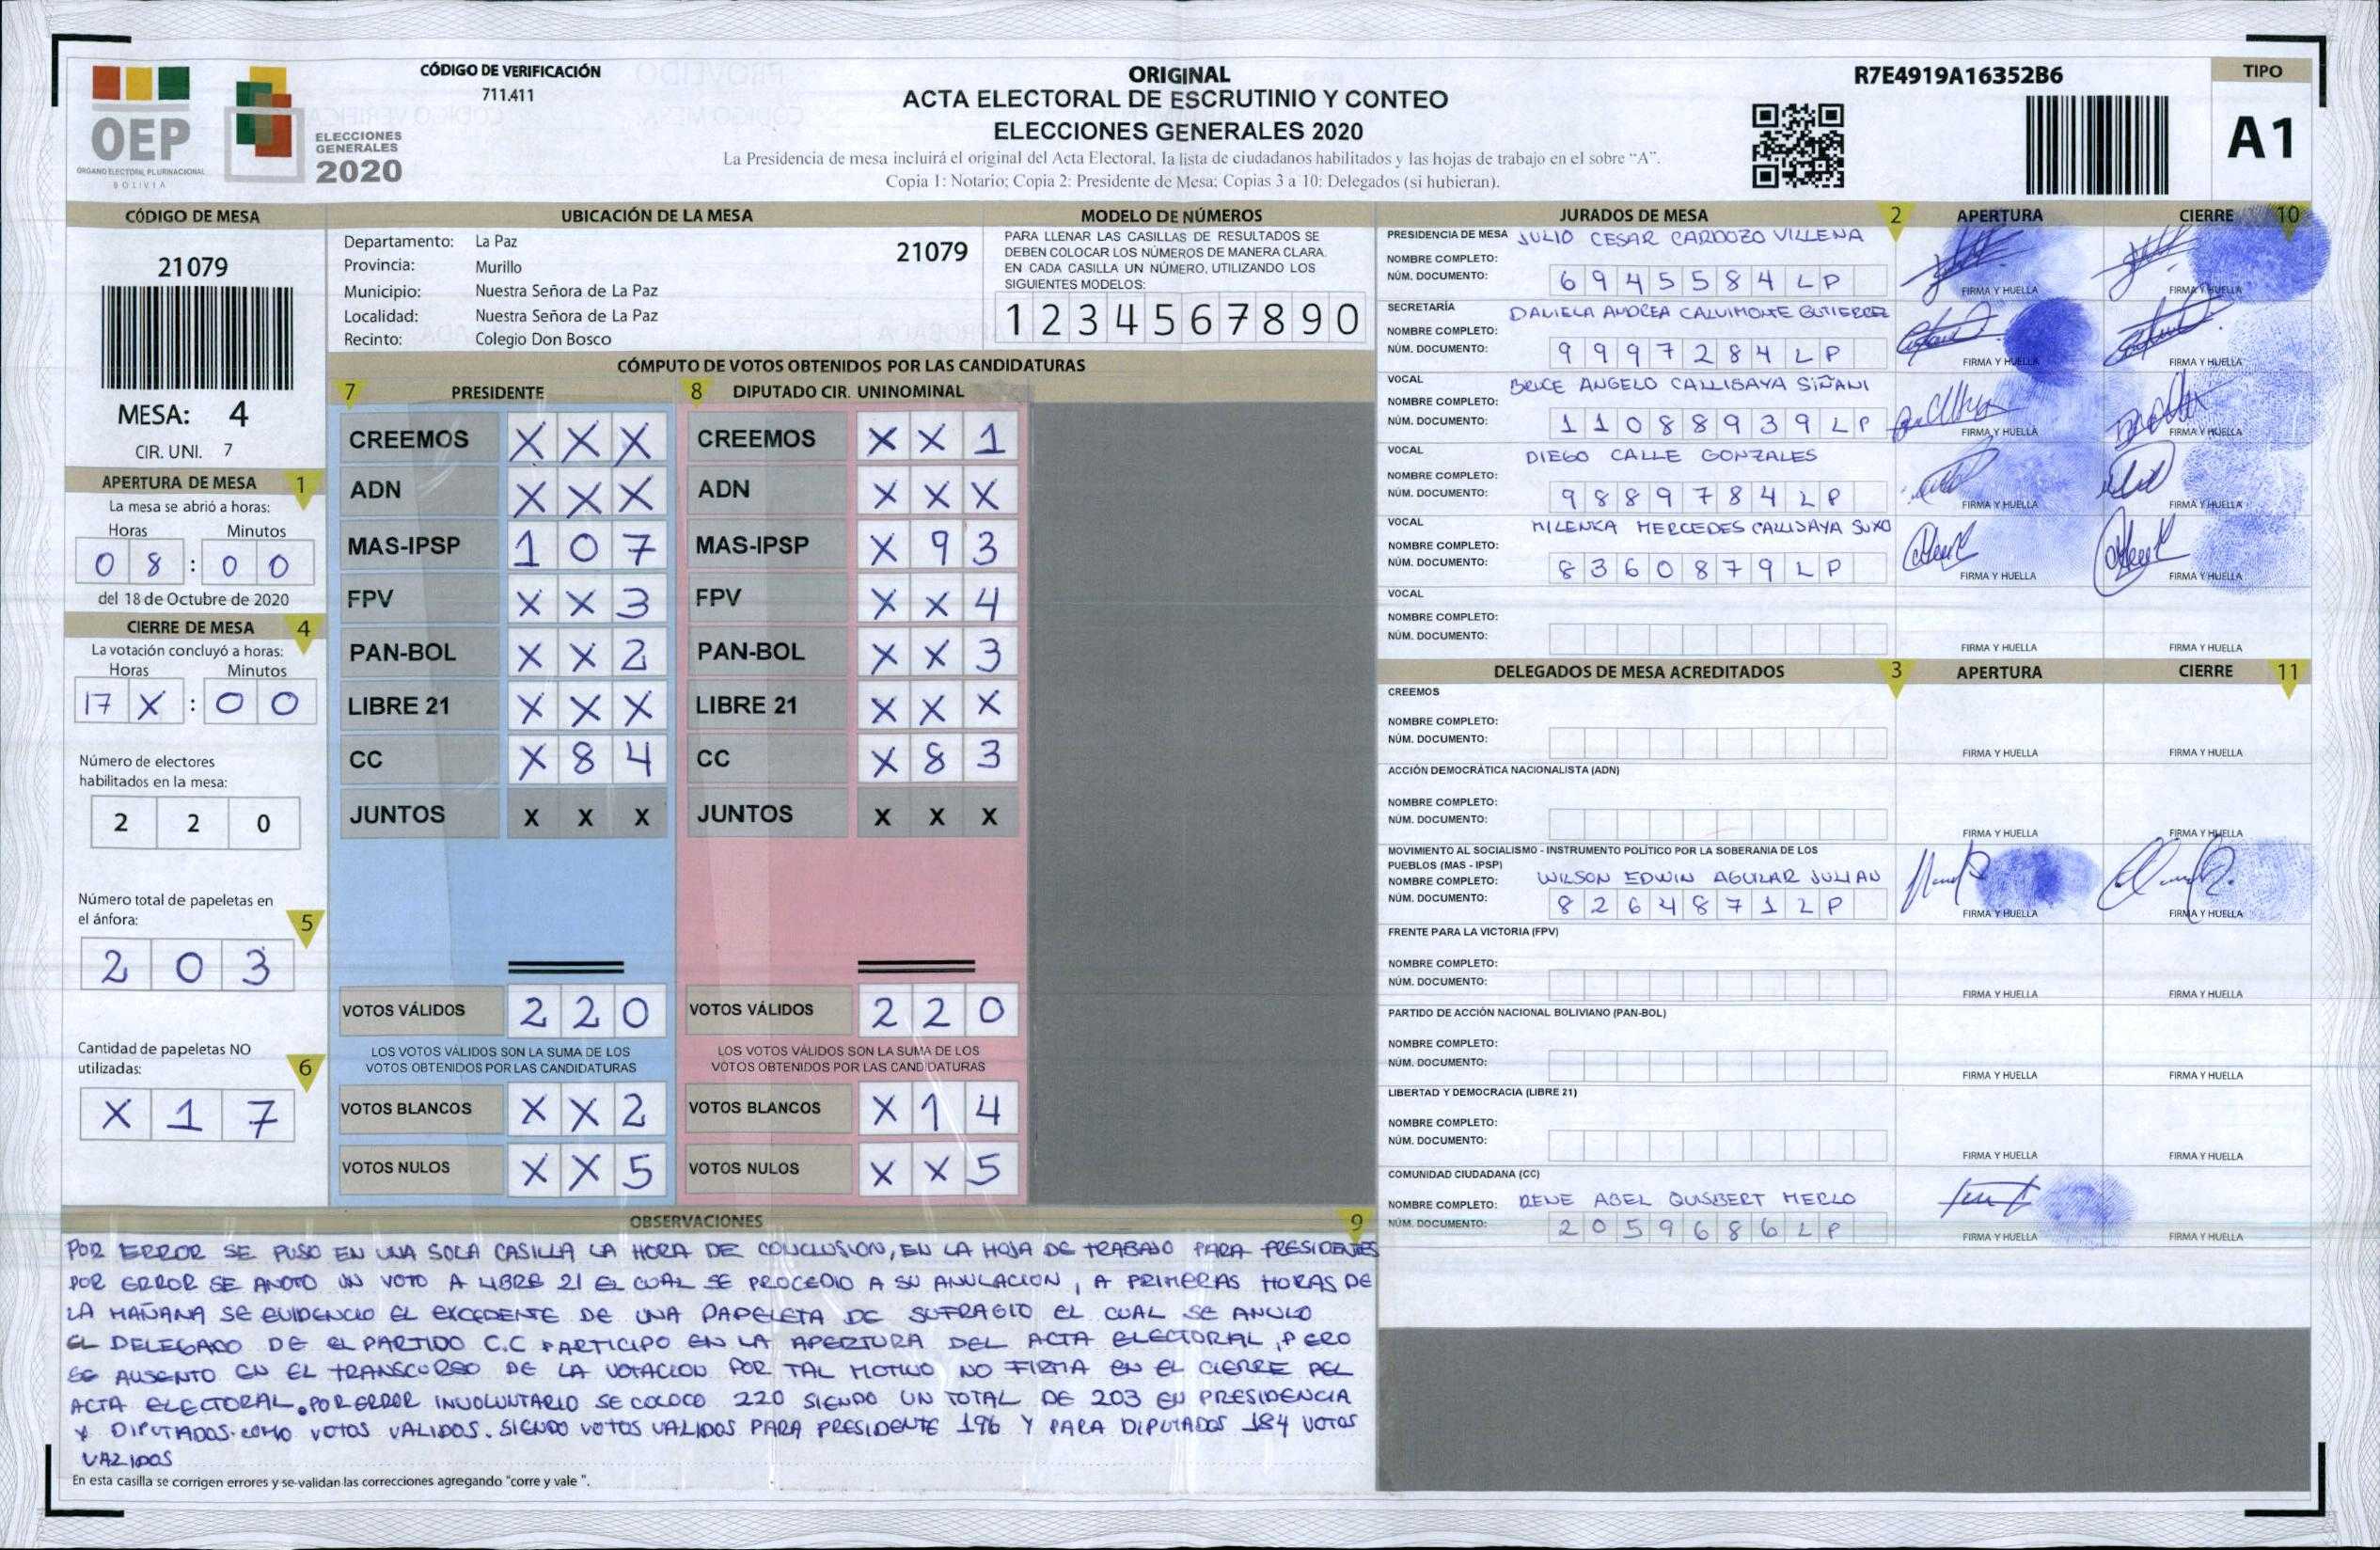 CÓDIGO DE VERIFICACIÓN
711.411
OEP
ÓRGANO ELECTORAL PLURINACIONAL
BOLIVIA
ELECCIONES
GENERALES
2020
ORIGINAL
ACTA ELECTORAL DE ESCRUTINIO Y CONTEO
ELECCIONES GENERALES 2020
La Presidencia de mesa incluirá el original del Acta Electoral, la lista de ciudadanos habilitados y las hojas de trabajo en el sobre “A”.
Copia 1: Notario; Copia 2: Presidente de Mesa; Copias 3 a 10: Delegados (si hubieran).
R7E4919A16352B6
TIPO
A1
CÓDIGO DE MESA
21079
MESA: 4
CIR. UNI. 7
APERTURA DE MESA 1
La mesa se abrió a horas:
Horas Minutos
0 8 : 0 0
del 18 de Octubre de 2020
CIERRE DE MESA 4
La votación concluyó a horas:
Horas Minutos
17 X : 0 0
Número de electores
habilitados en la mesa:
2 2 0
Número total de papeletas en
el ánfora: 5
2 0 3
Cantidad de papeletas NO
utilizadas: 6
X 1 7
UBICACIÓN DE LA MESA
Departamento: La Paz 21079
Provincia: Murillo
Municipio: Nuestra Señora de La Paz
Localidad: Nuestra Señora de La Paz
Recinto: Colegio Don Bosco
MODELO DE NÚMEROS
PARA LLENAR LAS CASILLAS DE RESULTADOS SE
DEBEN COLOCAR LOS NÚMEROS DE MANERA CLARA.
EN CADA CASILLA UN NÚMERO, UTILIZANDO LOS
SIGUIENTES MODELOS:
1 2 3 4 5 6 7 8 9 0
CÓMPUTO DE VOTOS OBTENIDOS POR LAS CANDIDATURAS
7 PRESIDENTE
CREEMOS X X X
ADN X X X
MAS-IPSP 1 0 7
FPV X X 3
PAN-BOL X X 2
LIBRE 21 X X X
CC X 8 4
JUNTOS X X X
VOTOS VÁLIDOS 2 2 0
LOS VOTOS VÁLIDOS SON LA SUMA DE LOS
VOTOS OBTENIDOS POR LAS CANDIDATURAS
VOTOS BLANCOS X X 2
VOTOS NULOS X X 5
8 DIPUTADO CIR. UNINOMINAL
CREEMOS X X 1
ADN X X X
MAS-IPSP X 9 3
FPV X X 4
PAN-BOL X X 3
LIBRE 21 X X X
CC X 8 3
JUNTOS X X X
VOTOS VÁLIDOS 2 2 0
LOS VOTOS VÁLIDOS SON LA SUMA DE LOS
VOTOS OBTENIDOS POR LAS CANDIDATURAS
VOTOS BLANCOS X 1 4
VOTOS NULOS X X 5
OBSERVACIONES 9
POR ERROR SE PUSO EN UNA SOLA CASILLA LA HORA DE CONCLUSION, EN LA HOJA DE TRABAJO PARA PRESIDENTES
POR ERROR SE ANOTO UN VOTO A LIBRE 21 EL CUAL SE PROCEDIO A SU ANULACION, A PRIMERAS HORAS DE
LA MAÑANA SE EVIDENCIO EL EXCEDENTE DE UNA PAPELETA DE SUFRAGIO EL CUAL SE ANULO
EL DELEGADO DE EL PARTIDO C.C PARTICIPO EN LA APERTURA DEL ACTA ELECTORAL, PERO
SE AUSENTO EN EL TRANSCURSO DE LA VOTACION POR TAL MOTIVO NO FIRMA EN EL CIERRE DEL
ACTA ELECTORAL. POR ERROR INVOLUNTARIO SE COLOCO 220 SIENDO UN TOTAL DE 203 EN PRESIDENCIA
Y DIPUTADOS COMO VOTOS VALIDOS. SIENDO VOTOS VALIDOS PARA PRESIDENTE 196 Y PARA DIPUTADOS 184 VOTOS
VALIDOS
En esta casilla se corrigen errores y se validan las correcciones agregando "corre y vale".
JURADOS DE MESA 2 APERTURA CIERRE 10
PRESIDENCIA DE MESA JULIO CESAR CARDOZO VILLENA
NOMBRE COMPLETO:
NÚM. DOCUMENTO: 6945584LP
FIRMA Y HUELLA FIRMA Y HUELLA
SECRETARÍA DANIELA ANDREA CALVIMONTE GUTIERREZ
NOMBRE COMPLETO:
NÚM. DOCUMENTO: 9997284LP
FIRMA Y HUELLA FIRMA Y HUELLA
VOCAL BRUCE ANGELO CALLISAYA SIÑANI
NOMBRE COMPLETO:
NÚM. DOCUMENTO: 11088939LP
FIRMA Y HUELLA FIRMA Y HUELLA
VOCAL DIEGO CALLE GONZALES
NOMBRE COMPLETO:
NÚM. DOCUMENTO: 9889784LP
FIRMA Y HUELLA FIRMA Y HUELLA
VOCAL MILENKA MERCEDES CALLISAYA SUXO
NOMBRE COMPLETO:
NÚM. DOCUMENTO: 8360879LP
FIRMA Y HUELLA FIRMA Y HUELLA
VOCAL
NOMBRE COMPLETO:
NÚM. DOCUMENTO:
FIRMA Y HUELLA FIRMA Y HUELLA
DELEGADOS DE MESA ACREDITADOS 3 APERTURA CIERRE 11
CREEMOS
NOMBRE COMPLETO:
NÚM. DOCUMENTO:
FIRMA Y HUELLA FIRMA Y HUELLA
ACCIÓN DEMOCRÁTICA NACIONALISTA (ADN)
NOMBRE COMPLETO:
NÚM. DOCUMENTO:
FIRMA Y HUELLA FIRMA Y HUELLA
MOVIMIENTO AL SOCIALISMO - INSTRUMENTO POLÍTICO POR LA SOBERANIA DE LOS
PUEBLOS (MAS - IPSP)
NOMBRE COMPLETO: WILSON EDWIN AGUILAR JULIAN
NÚM. DOCUMENTO: 8264871LP
FIRMA Y HUELLA FIRMA Y HUELLA
FRENTE PARA LA VICTORIA (FPV)
NOMBRE COMPLETO:
NÚM. DOCUMENTO:
FIRMA Y HUELLA FIRMA Y HUELLA
PARTIDO DE ACCIÓN NACIONAL BOLIVIANO (PAN-BOL)
NOMBRE COMPLETO:
NÚM. DOCUMENTO:
FIRMA Y HUELLA FIRMA Y HUELLA
LIBERTAD Y DEMOCRACIA (LIBRE 21)
NOMBRE COMPLETO:
NÚM. DOCUMENTO:
FIRMA Y HUELLA FIRMA Y HUELLA
COMUNIDAD CIUDADANA (CC)
NOMBRE COMPLETO: RENE ABEL QUISBERT MERLO
NÚM. DOCUMENTO: 2059686LP
FIRMA Y HUELLA FIRMA Y HUELLA